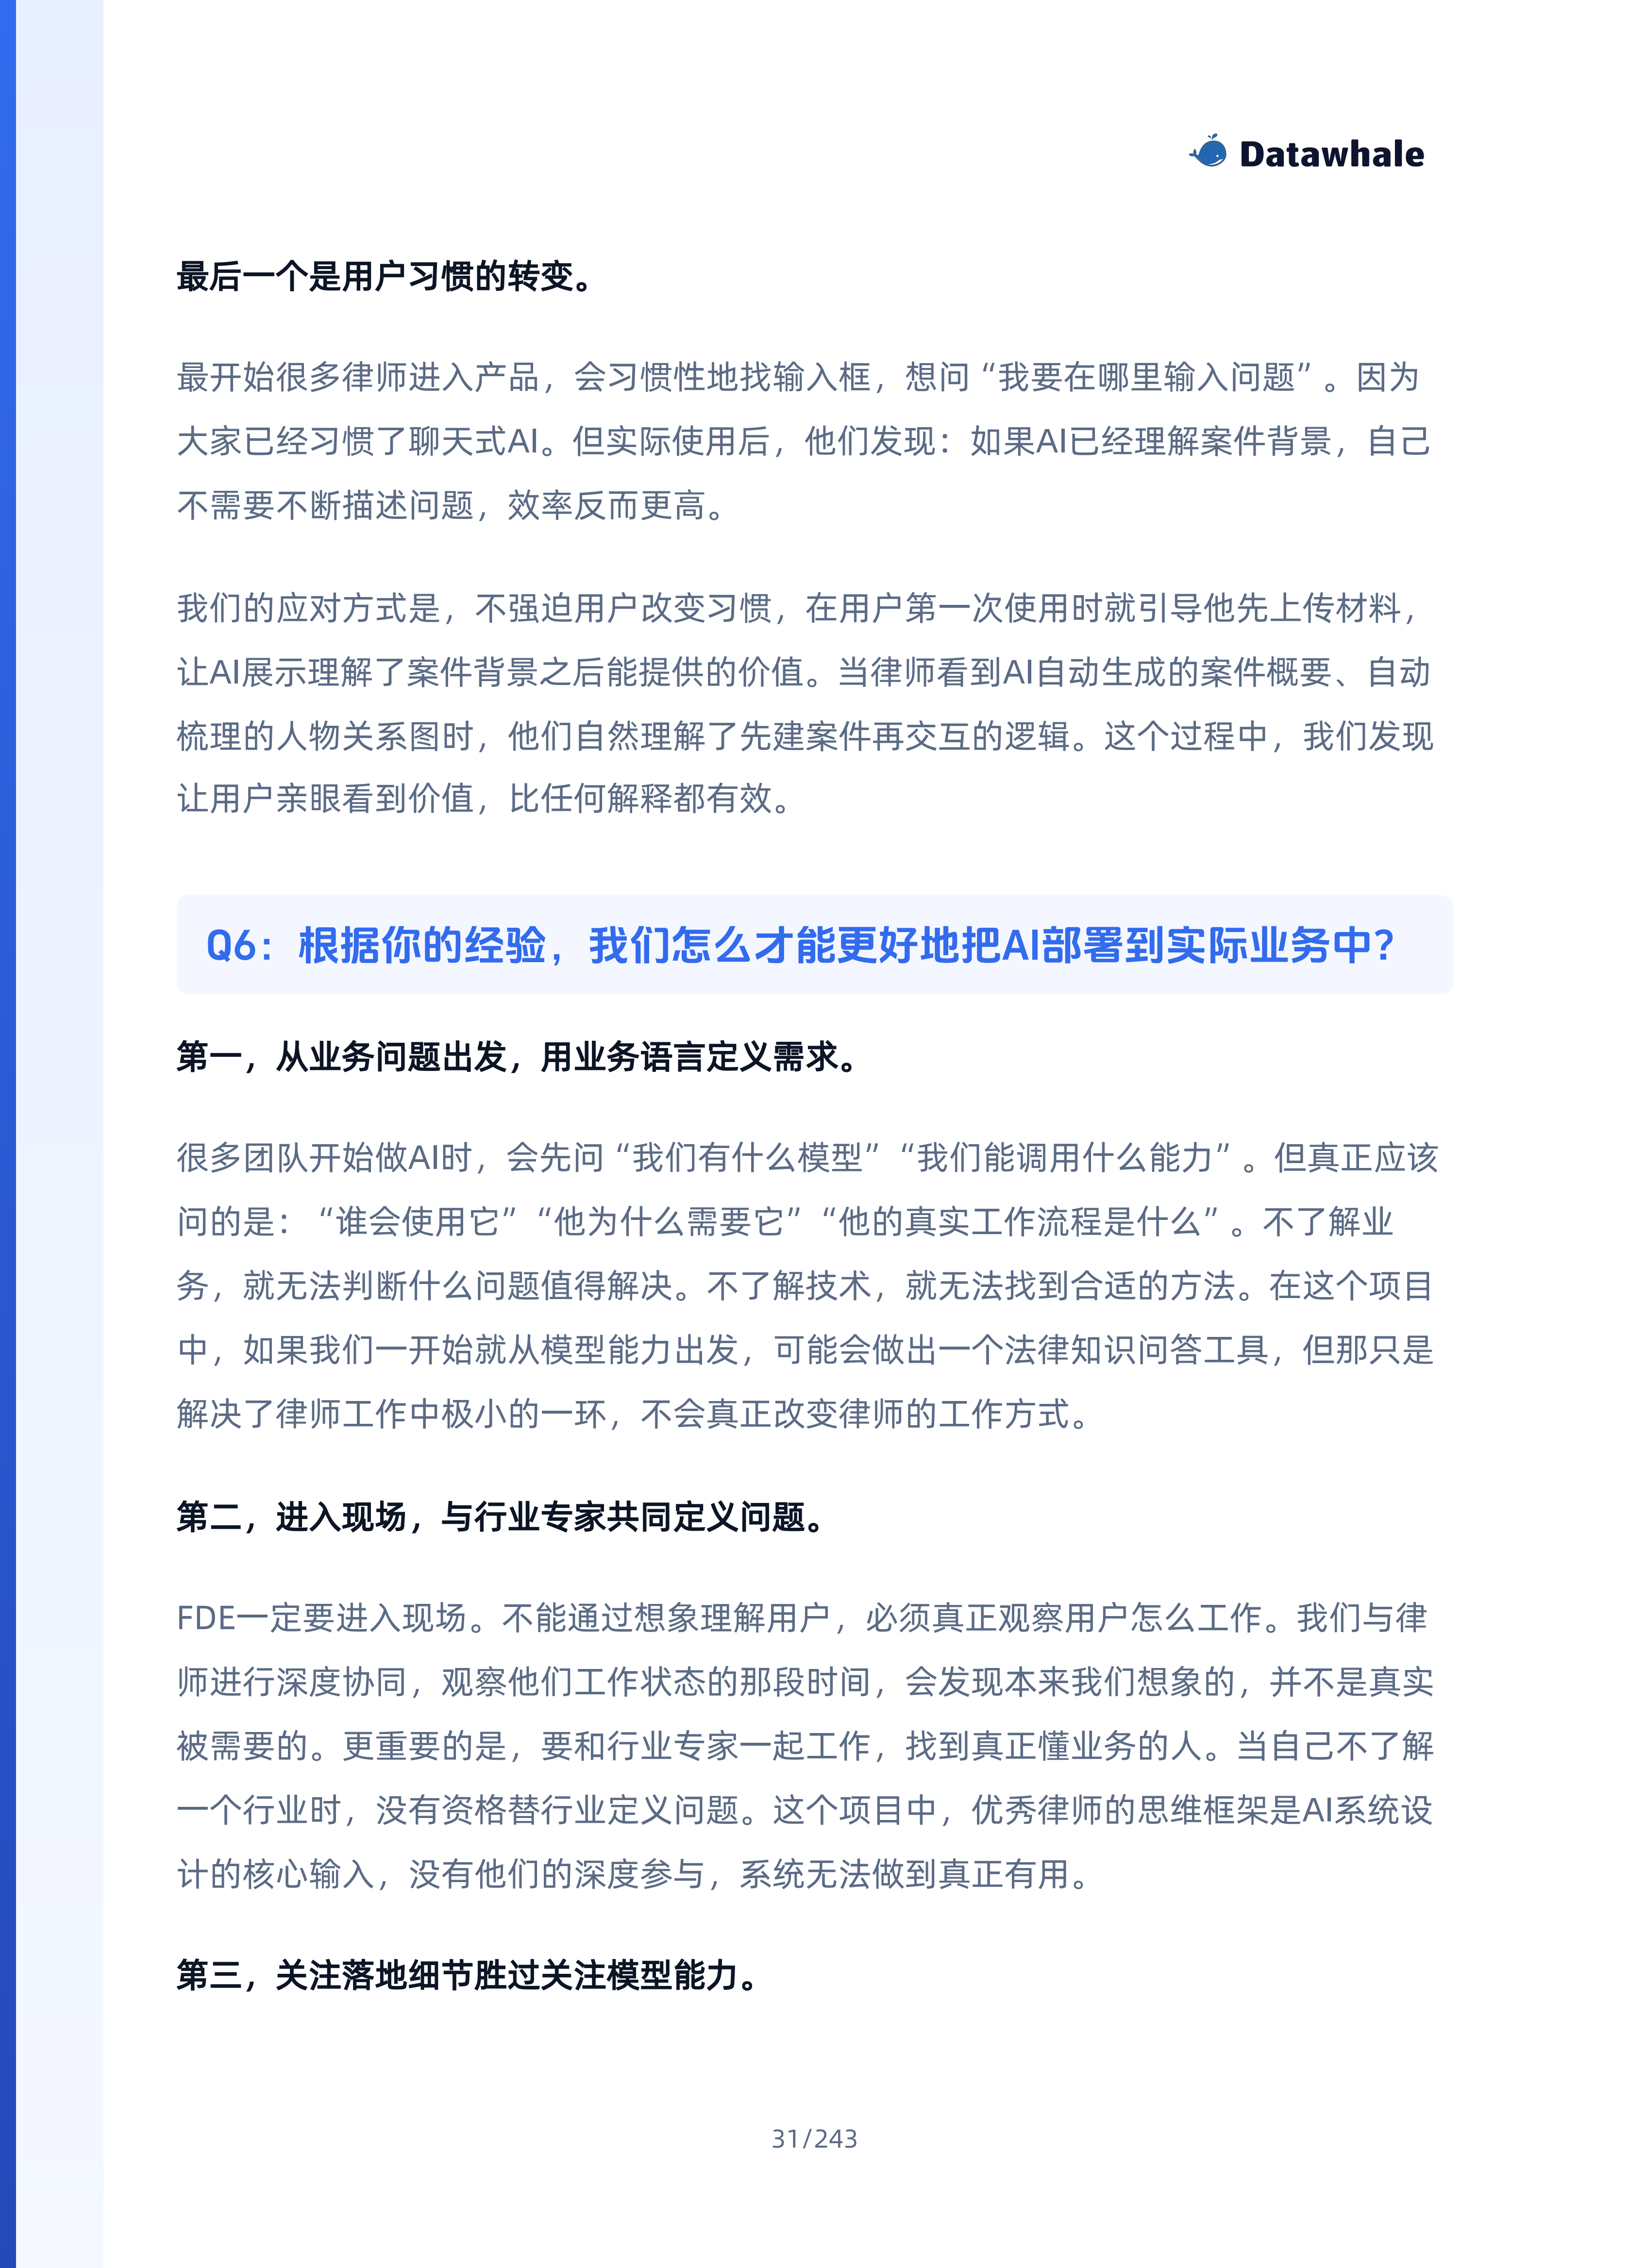 Datawhale
最后一个是用户习惯的转变。
最开始很多律师进入产品，会习惯性地找输入框，想问“我要在哪里输入问题”。因为
大家已经习惯了聊天式AI。但实际使用后，他们发现：如果AI已经理解案件背景，自己
不需要不断描述问题，效率反而更高。
我们的应对方式是，不强迫用户改变习惯，在用户第一次使用时就引导他先上传材料，
让AI展示理解了案件背景之后能提供的价值。当律师看到AI自动生成的案件概要、自动
梳理的人物关系图时，他们自然理解了先建案件再交互的逻辑。这个过程中，我们发现
让用户亲眼看到价值，比任何解释都有效。
Q6：根据你的经验，我们怎么才能更好地把AI部署到实际业务中？
第一，从业务问题出发，用业务语言定义需求。
很多团队开始做AI时，会先问“我们有什么模型”“我们能调用什么能力”。但真正应该
问的是：“谁会使用它”“他为什么需要它”“他的真实工作流程是什么”。不了解业
务，就无法判断什么问题值得解决。不了解技术，就无法找到合适的方法。在这个项目
中，如果我们一开始就从模型能力出发，可能会做出一个法律知识问答工具，但那只是
解决了律师工作中极小的一环，不会真正改变律师的工作方式。
第二，进入现场，与行业专家共同定义问题。
FDE一定要进入现场。不能通过想象理解用户，必须真正观察用户怎么工作。我们与律
师进行深度协同，观察他们工作状态的那段时间，会发现本来我们想象的，并不是真实
被需要的。更重要的是，要和行业专家一起工作，找到真正懂业务的人。当自己不了解
一个行业时，没有资格替行业定义问题。这个项目中，优秀律师的思维框架是AI系统设
计的核心输入，没有他们的深度参与，系统无法做到真正有用。
第三，关注落地细节胜过关注模型能力。
31/243